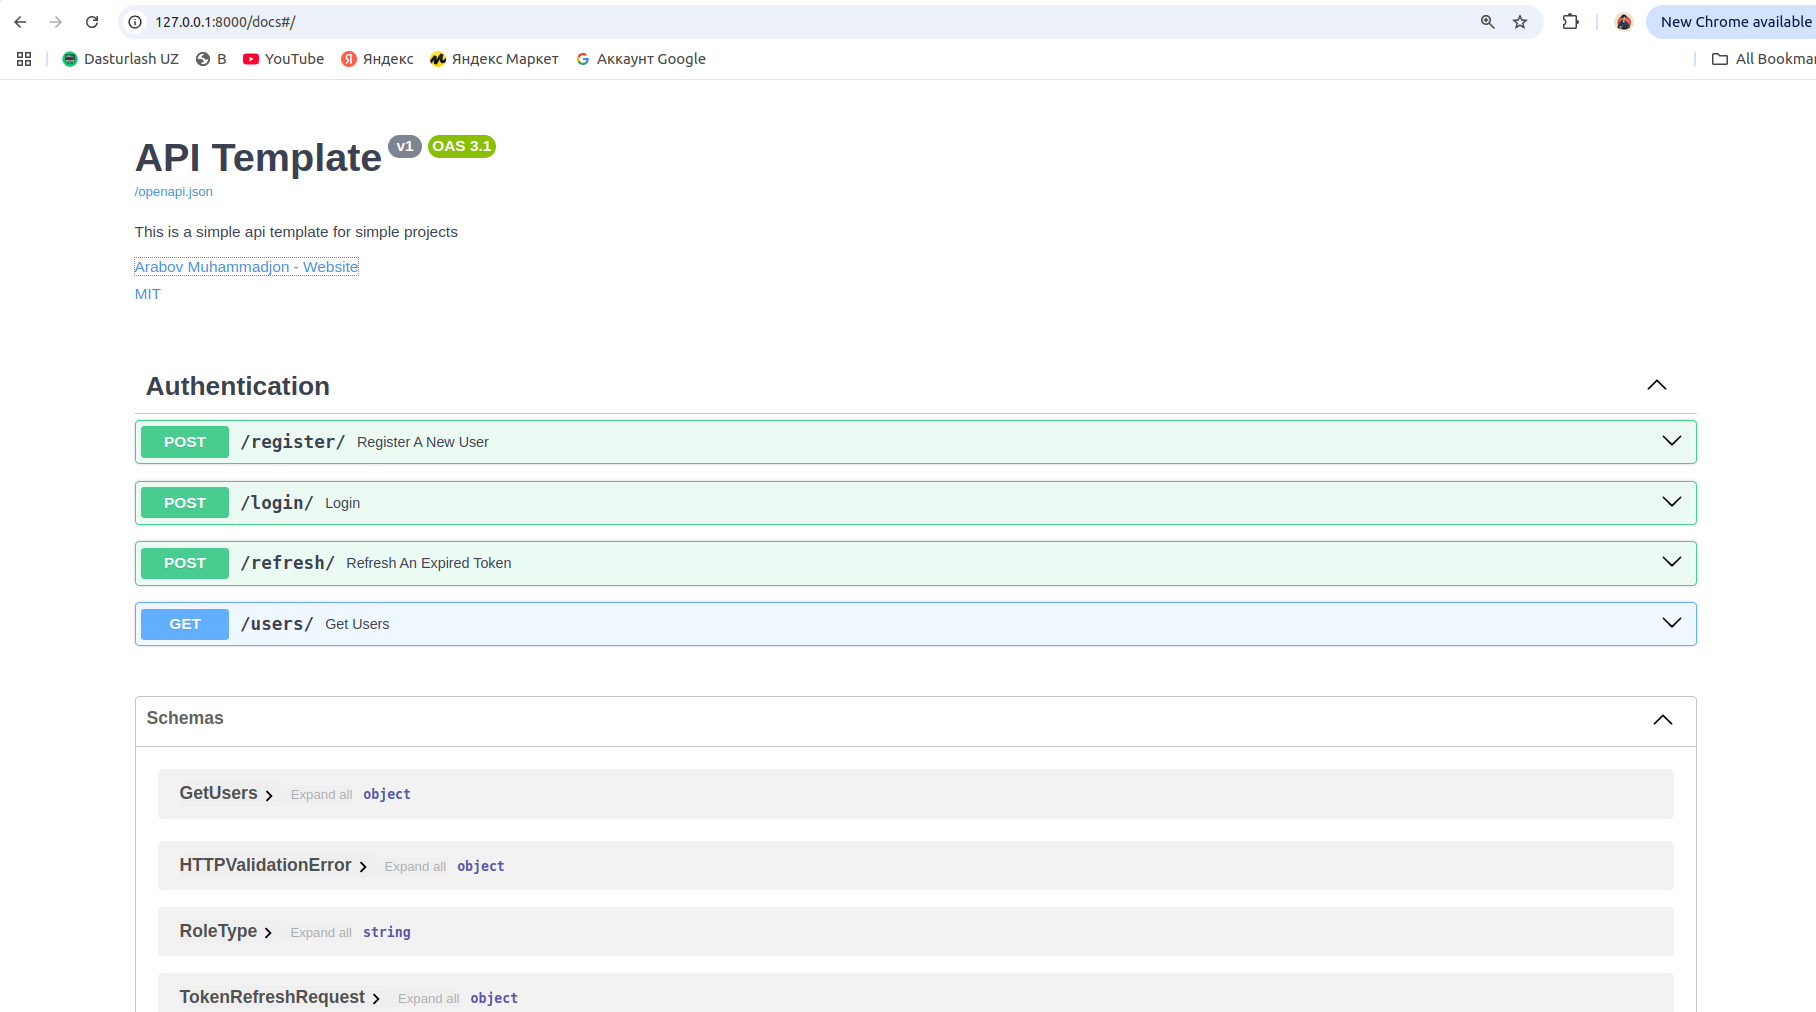 127.0.0.1:8000/docs#/
New Chrome available
Dasturlash UZ B YouTube Яндекс Яндекс Маркет Аккаунт Google
All Bookmar
API Template v1 OAS 3.1
/openapi.json
This is a simple api template for simple projects
Arabov Muhammadjon - Website
MIT
Authentication
POST /register/ Register A New User
POST /login/ Login
POST /refresh/ Refresh An Expired Token
GET /users/ Get Users
Schemas
GetUsers Expand all object
HTTPValidationError Expand all object
RoleType Expand all string
TokenRefreshRequest Expand all object